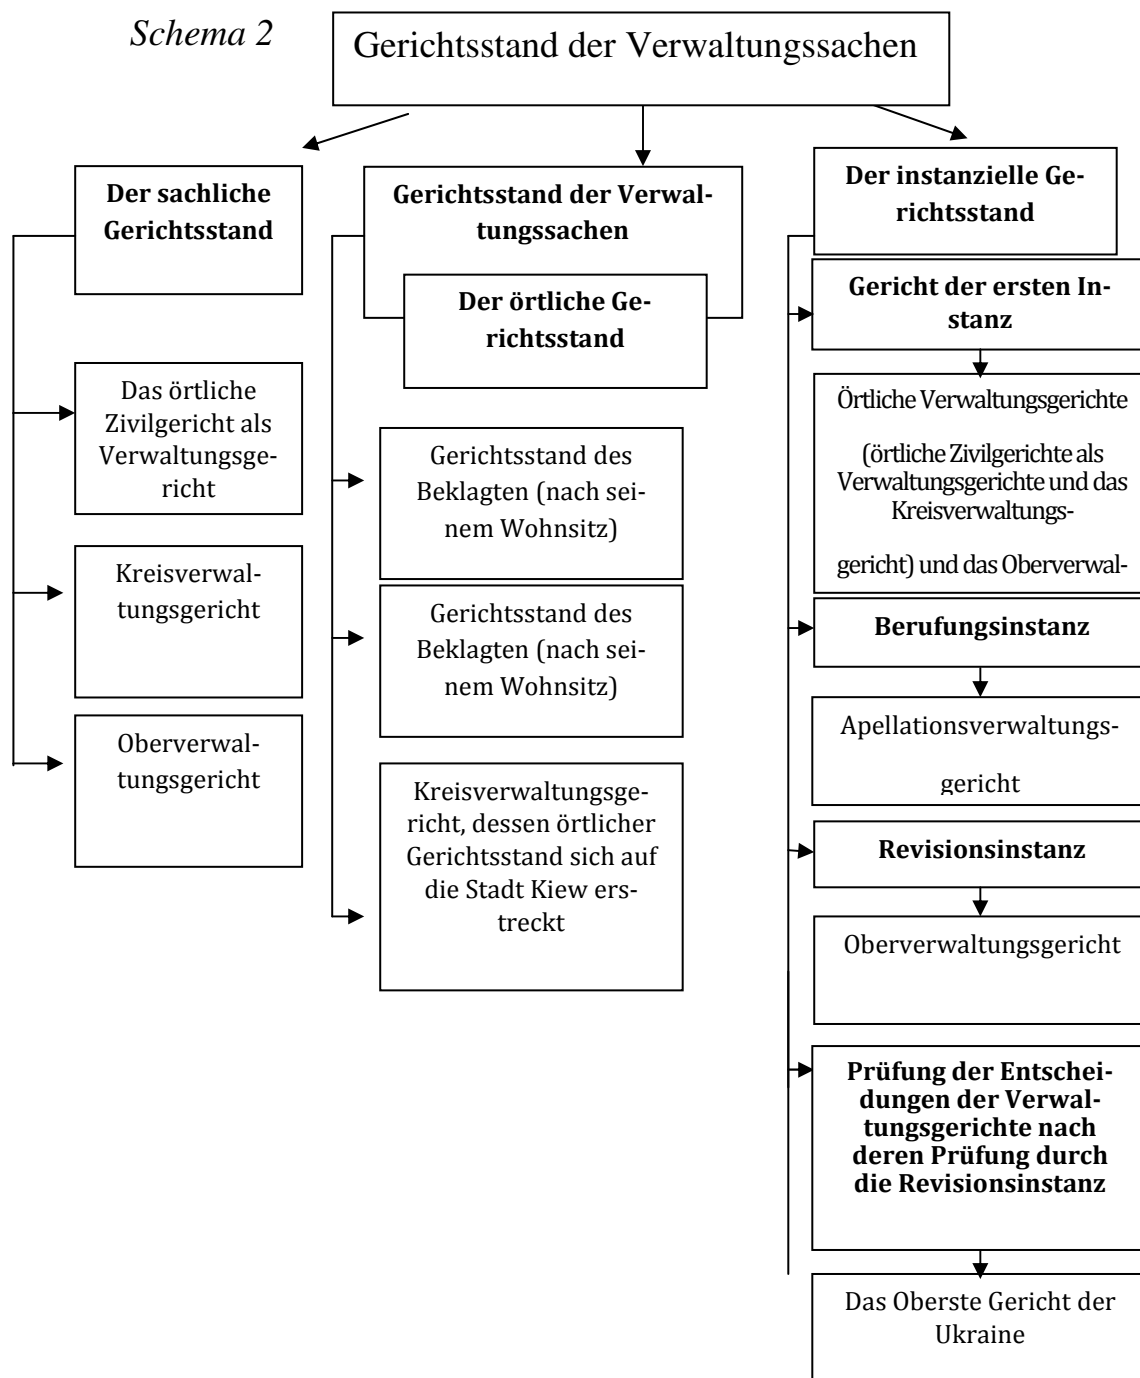 Schema 2
Gerichtsstand der Verwaltungssachen
Der sachliche
Gerichtsstand
Das örtliche
Zivilgericht als
Verwaltungsge-
richt
Kreisverwal-
tungsgericht
Oberverwal-
tungsgericht
Gerichtsstand der Verwal-
tungssachen
Der örtliche Ge-
richtsstand
Gerichtsstand des
Beklagten (nach sei-
nem Wohnsitz)
Gerichtsstand des
Beklagten (nach sei-
nem Wohnsitz)
Kreisverwaltungsge-
richt, dessen örtlicher
Gerichtsstand sich auf
die Stadt Kiew ers-
treckt
Der instanzielle Ge-
richtsstand
Gericht der ersten In-
stanz
Örtliche Verwaltungsgerichte
(örtliche Zivilgerichte als
Verwaltungsgerichte und das
Kreisverwaltungs-
gericht) und das Oberverwal-
Berufungsinstanz
Apellationsverwaltungs-
gericht
Revisionsinstanz
Oberverwaltungsgericht
Prüfung der Entschei-
dungen der Verwal-
tungsgerichte nach
deren Prüfung durch
die Revisionsinstanz
Das Oberste Gericht der
Ukraine